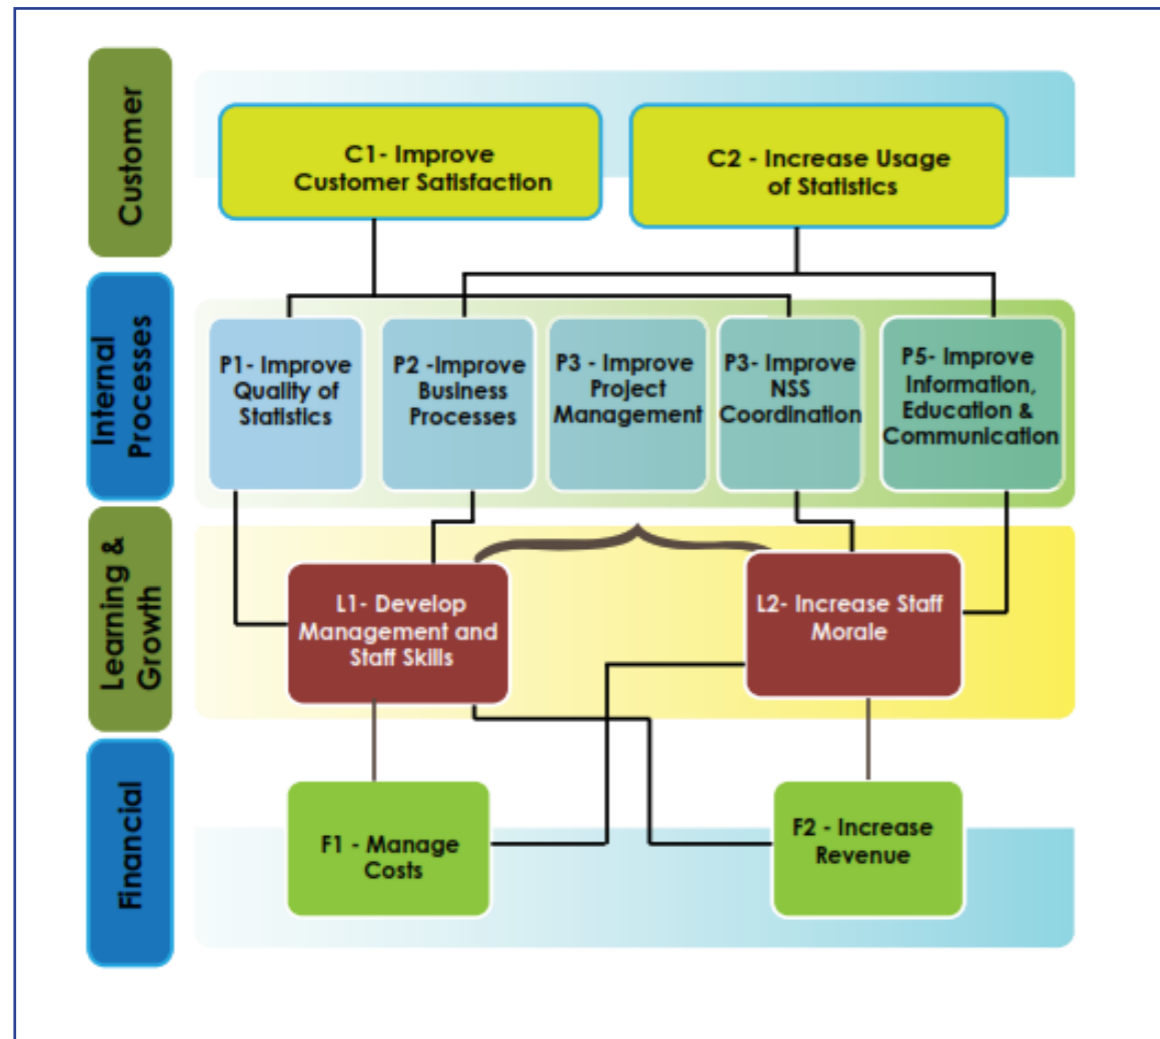 Customer
C1- Improve
Customer Satisfaction
C2 - Increase Usage
of Statistics
Internal
Processes
P1- Improve
Quality of
Statistics
P2 -Improve
Business
Processes
P3 - Improve
Project
Management
P3- Improve
NSS
Coordination
P5- Improve
Information,
Education &
Communication
Learning &
Growth
L1- Develop
Management and
Staff Skills
L2- Increase Staff
Morale
Financial
F1 - Manage
Costs
F2 - Increase
Revenue